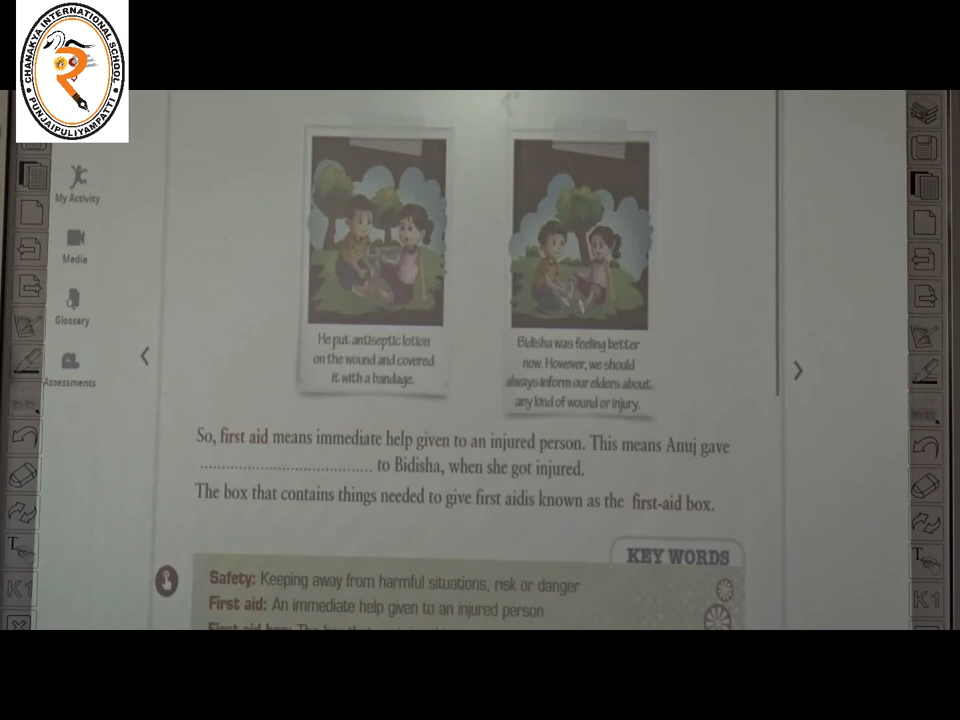 CHANAKYA INTERNATIONAL SCHOOL
PUNJAIPULIYAMPATTI
My Activity
Media
Glossary
Assessments
He put antiseptic lotion
on the wound and covered
it with a bandage.
Bidisha was feeling better
now. However, we should
always inform our elders about
any kind of wound or injury.
So, first aid means immediate help given to an injured person. This means Anuj gave
...................................... to Bidisha, when she got injured.
The box that contains things needed to give first aidis known as the first-aid box.
KEY WORDS
Safety: Keeping away from harmful situations, risk or danger
First aid: An immediate help given to an injured person
T
T
K1
K1